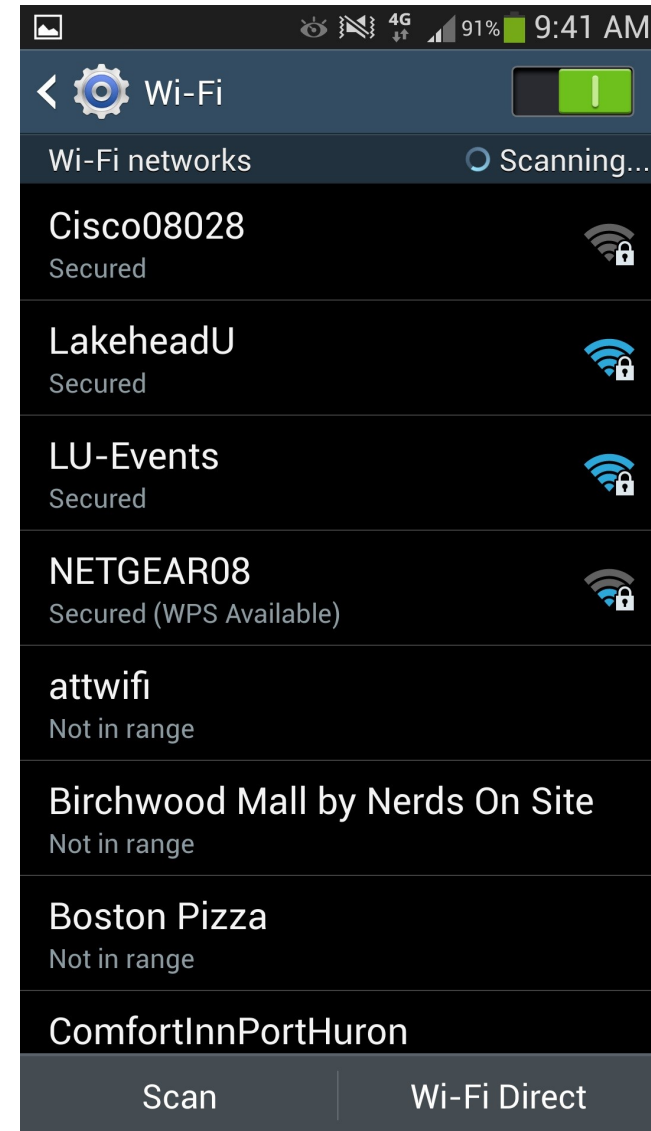 4G 91% 9:41 AM
Wi-Fi
Wi-Fi networks Scanning...
Cisco08028
Secured
LakeheadU
Secured
LU-Events
Secured
NETGEAR08
Secured (WPS Available)
attwifi
Not in range
Birchwood Mall by Nerds On Site
Not in range
Boston Pizza
Not in range
ComfortInnPortHuron
Scan Wi-Fi Direct